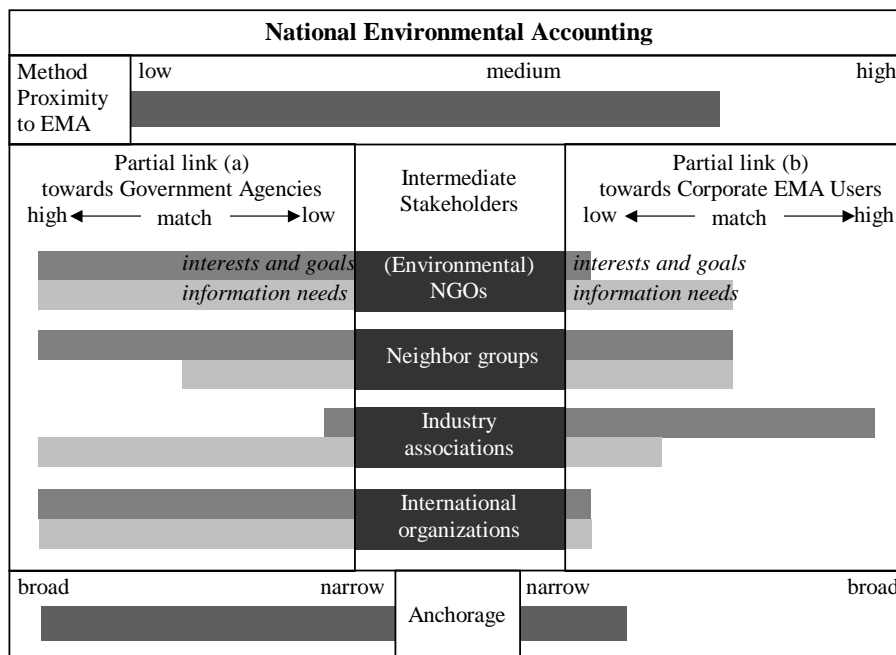 National Environmental Accounting
Method
Proximity
to EMA
low medium high
Partial link (a)
towards Government Agencies
high match low
Intermediate
Stakeholders
Partial link (b)
towards Corporate EMA Users
low match high
interests and goals
information needs
(Environmental)
NGOs
interests and goals
information needs
Neighbor groups
Industry
associations
International
organizations
broad narrow
Anchorage
narrow broad